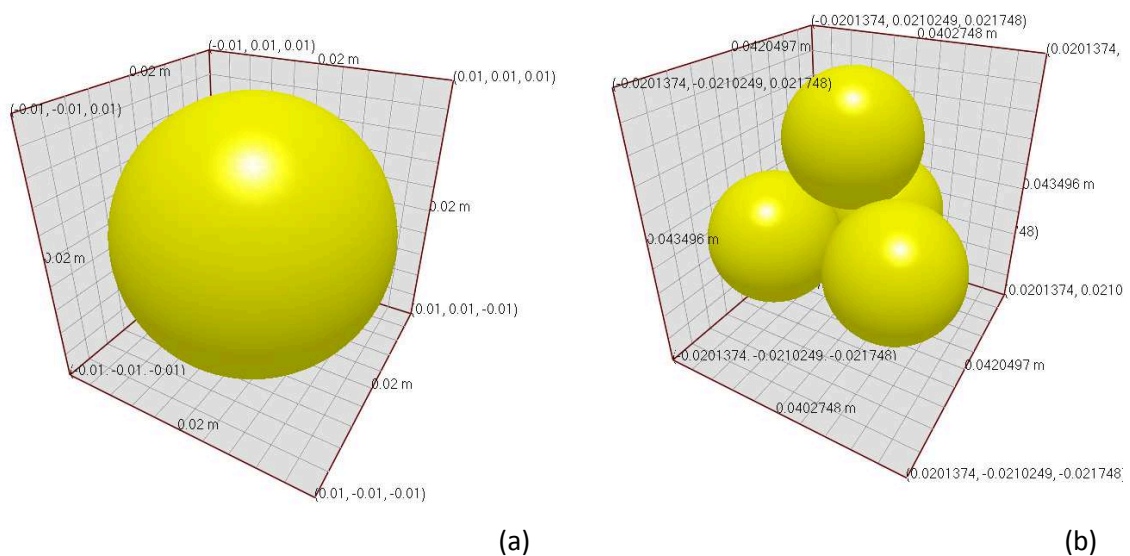 (-0.01, 0.01, 0.01)
0.02 m
0.02 m
(0.01, 0.01, 0.01)
(-0.01, -0.01, 0.01)
0.02 m
0.02 m
(0.01, 0.01, -0.01)
(-0.01, -0.01, -0.01)
0.02 m
0.02 m
(0.01, -0.01, -0.01)
(a)
(-0.0201374, 0.0210249, 0.021748)
0.0402748 m
0.0420497 m
(0.0201374,
(-0.0201374, -0.0210249, 0.021748)
0.043496 m
48)
0.043496 m
(0.0201374, 0.0210
(-0.0201374, -0.0210249, -0.021748)
0.0420497 m
0.0402748 m
(0.0201374, -0.0210249, -0.021748)
(b)